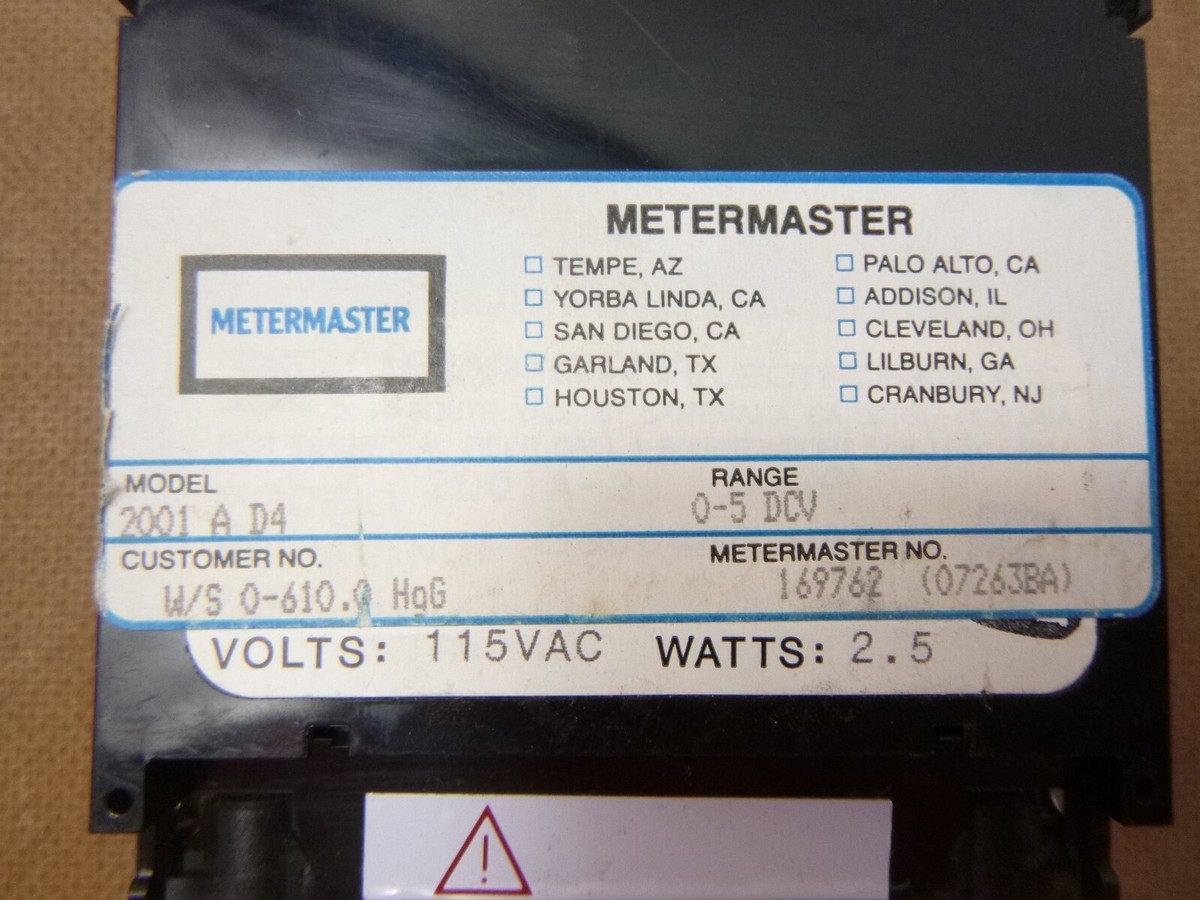 METERMASTER
METERMASTER
TEMPE, AZ
YORBA LINDA, CA
SAN DIEGO, CA
GARLAND, TX
HOUSTON, TX
PALO ALTO, CA
ADDISON, IL
CLEVELAND, OH
LILBURN, GA
CRANBURY, NJ
MODEL
2001 A D4
RANGE
0-5 DCV
CUSTOMER NO.
W/S 0-610.0 HgG
METERMASTER NO.
169762 (07263BA)
VOLTS: 115VAC WATTS: 2.5
!